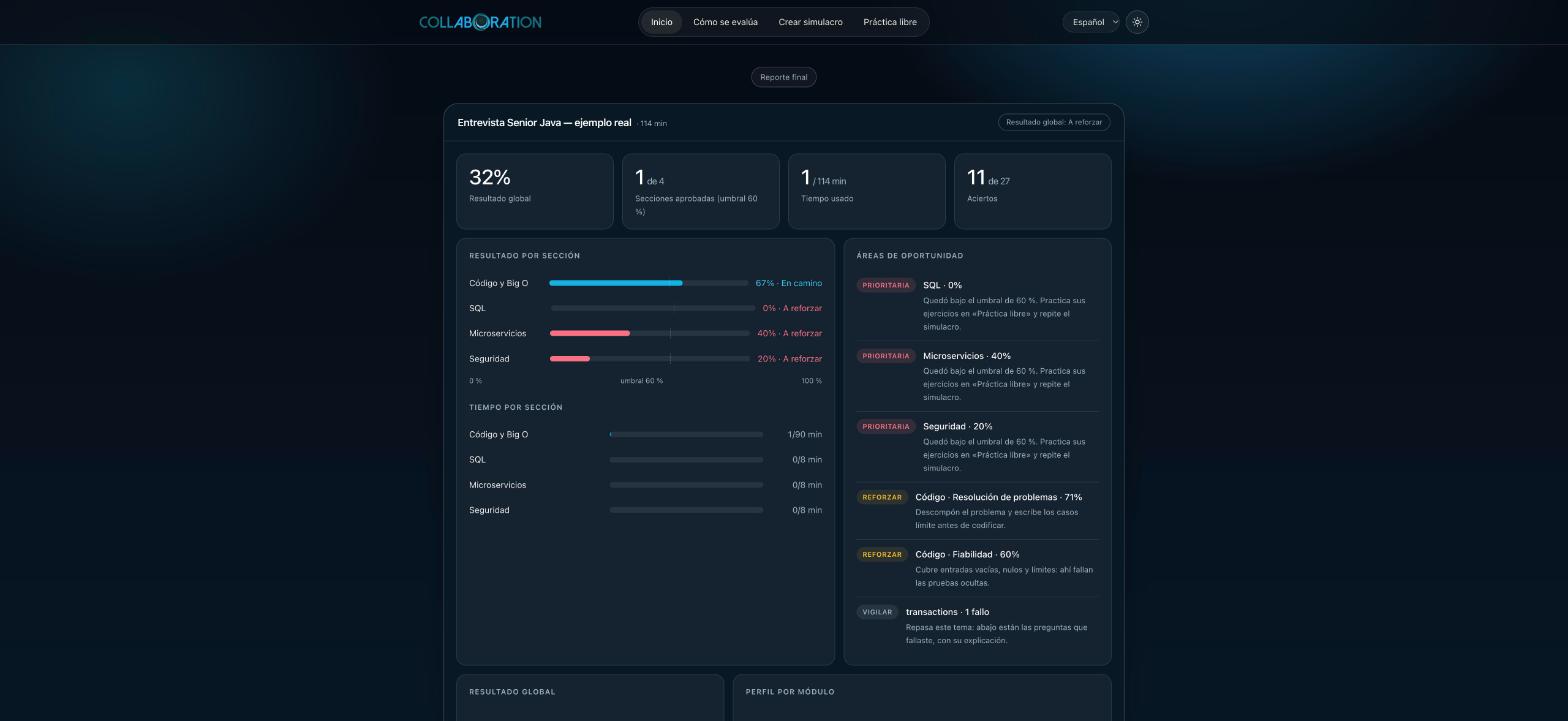 COLLABORATION
Inicio
Cómo se evalúa
Crear simulacro
Práctica libre
Español
Reporte final
Entrevista Senior Java — ejemplo real · 114 min
Resultado global: A reforzar
32%
Resultado global
1 de 4
Secciones aprobadas (umbral 60
%)
1 / 114 min
Tiempo usado
11 de 27
Aciertos
RESULTADO POR SECCIÓN
Código y Big O 67% · En camino
SQL 0% · A reforzar
Microservicios 40% · A reforzar
Seguridad 20% · A reforzar
0 % umbral 60 % 100 %
TIEMPO POR SECCIÓN
Código y Big O 1/90 min
SQL 0/8 min
Microservicios 0/8 min
Seguridad 0/8 min
ÁREAS DE OPORTUNIDAD
PRIORITARIA SQL · 0%
Quedó bajo el umbral de 60 %. Practica sus
ejercicios en «Práctica libre» y repite el
simulacro.
PRIORITARIA Microservicios · 40%
Quedó bajo el umbral de 60 %. Practica sus
ejercicios en «Práctica libre» y repite el
simulacro.
PRIORITARIA Seguridad · 20%
Quedó bajo el umbral de 60 %. Practica sus
ejercicios en «Práctica libre» y repite el
simulacro.
REFORZAR Código · Resolución de problemas · 71%
Descompón el problema y escribe los casos
límite antes de codificar.
REFORZAR Código · Fiabilidad · 60%
Cubre entradas vacías, nulos y límites: ahí fallan
las pruebas ocultas.
VIGILAR transactions · 1 fallo
Repasa este tema: abajo están las preguntas que
fallaste, con su explicación.
RESULTADO GLOBAL
PERFIL POR MÓDULO